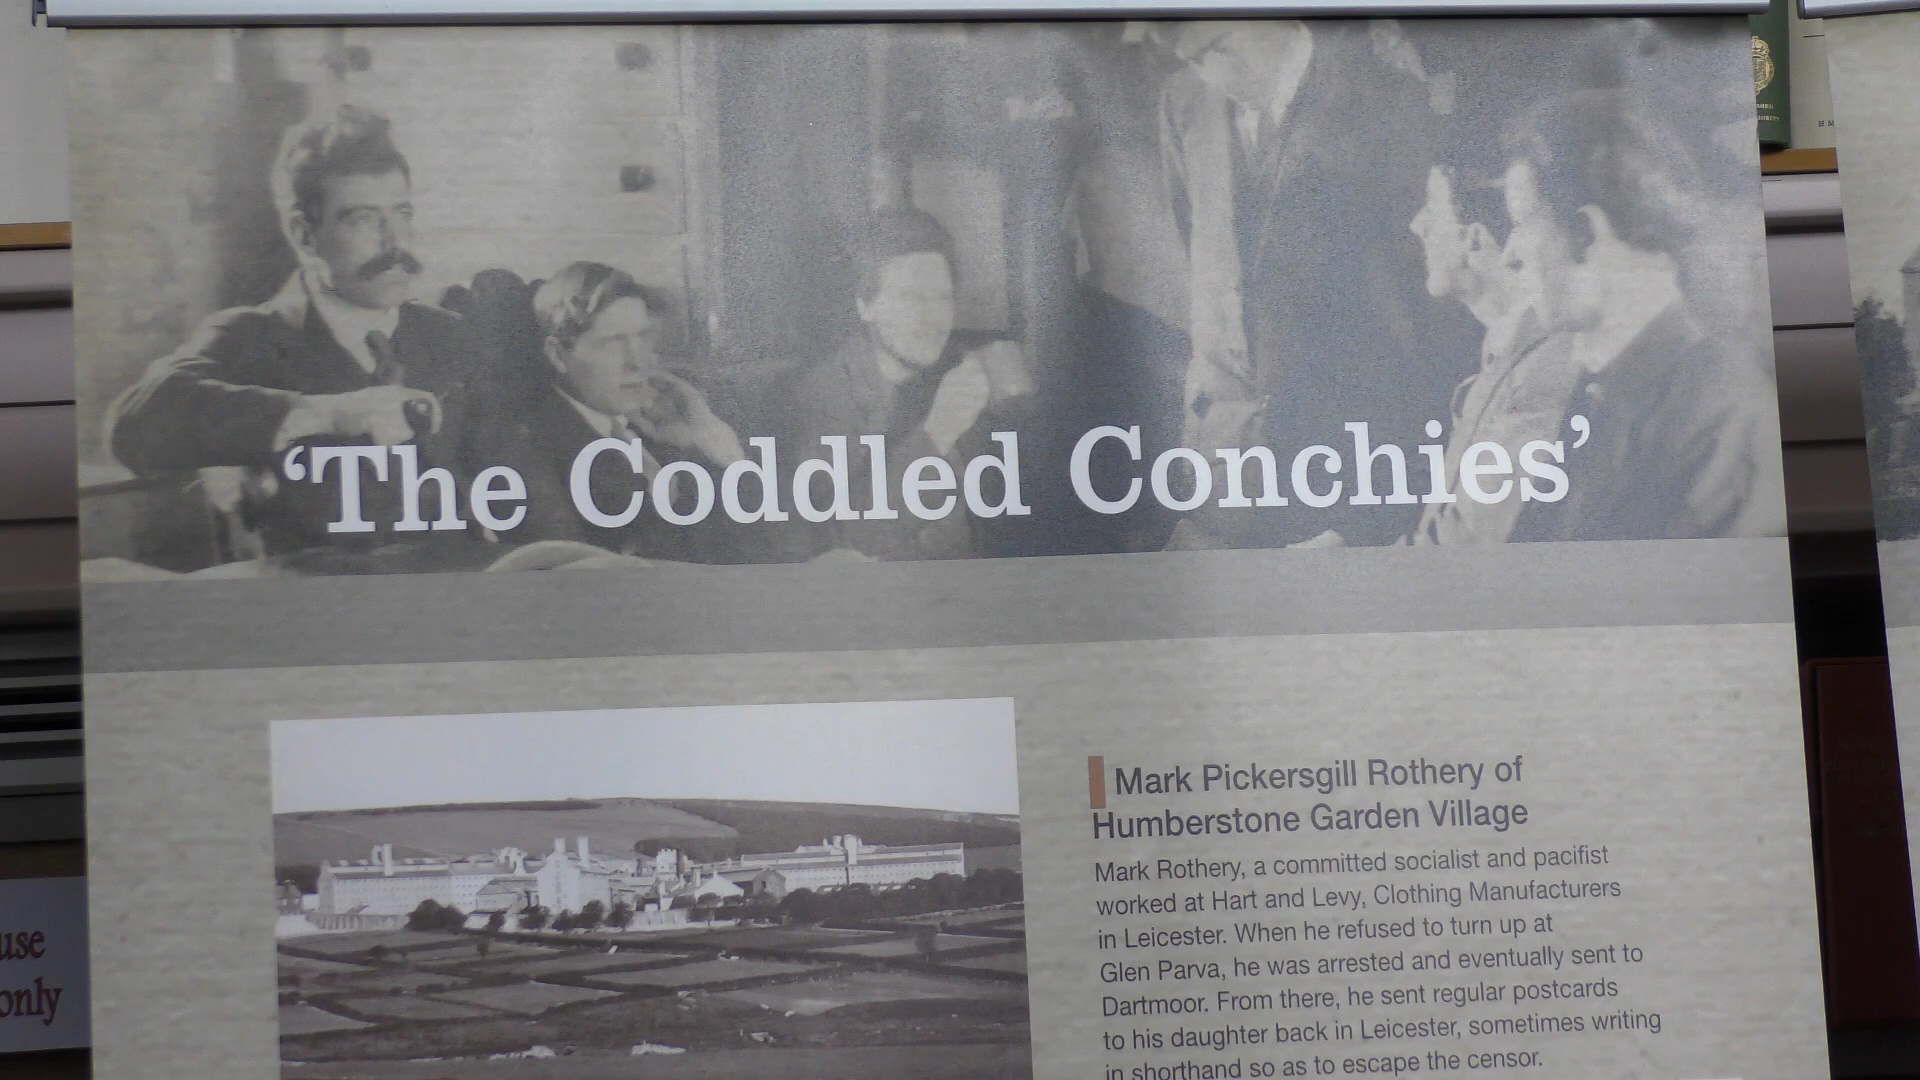 'The Coddled Conchies'
Mark Pickersgill Rothery of
Humberstone Garden Village
Mark Rothery, a committed socialist and pacifist
worked at Hart and Levy, Clothing Manufacturers
in Leicester. When he refused to turn up at
Glen Parva, he was arrested and eventually sent to
Dartmoor. From there, he sent regular postcards
to his daughter back in Leicester, sometimes writing
in shorthand so as to escape the censor.
use
only